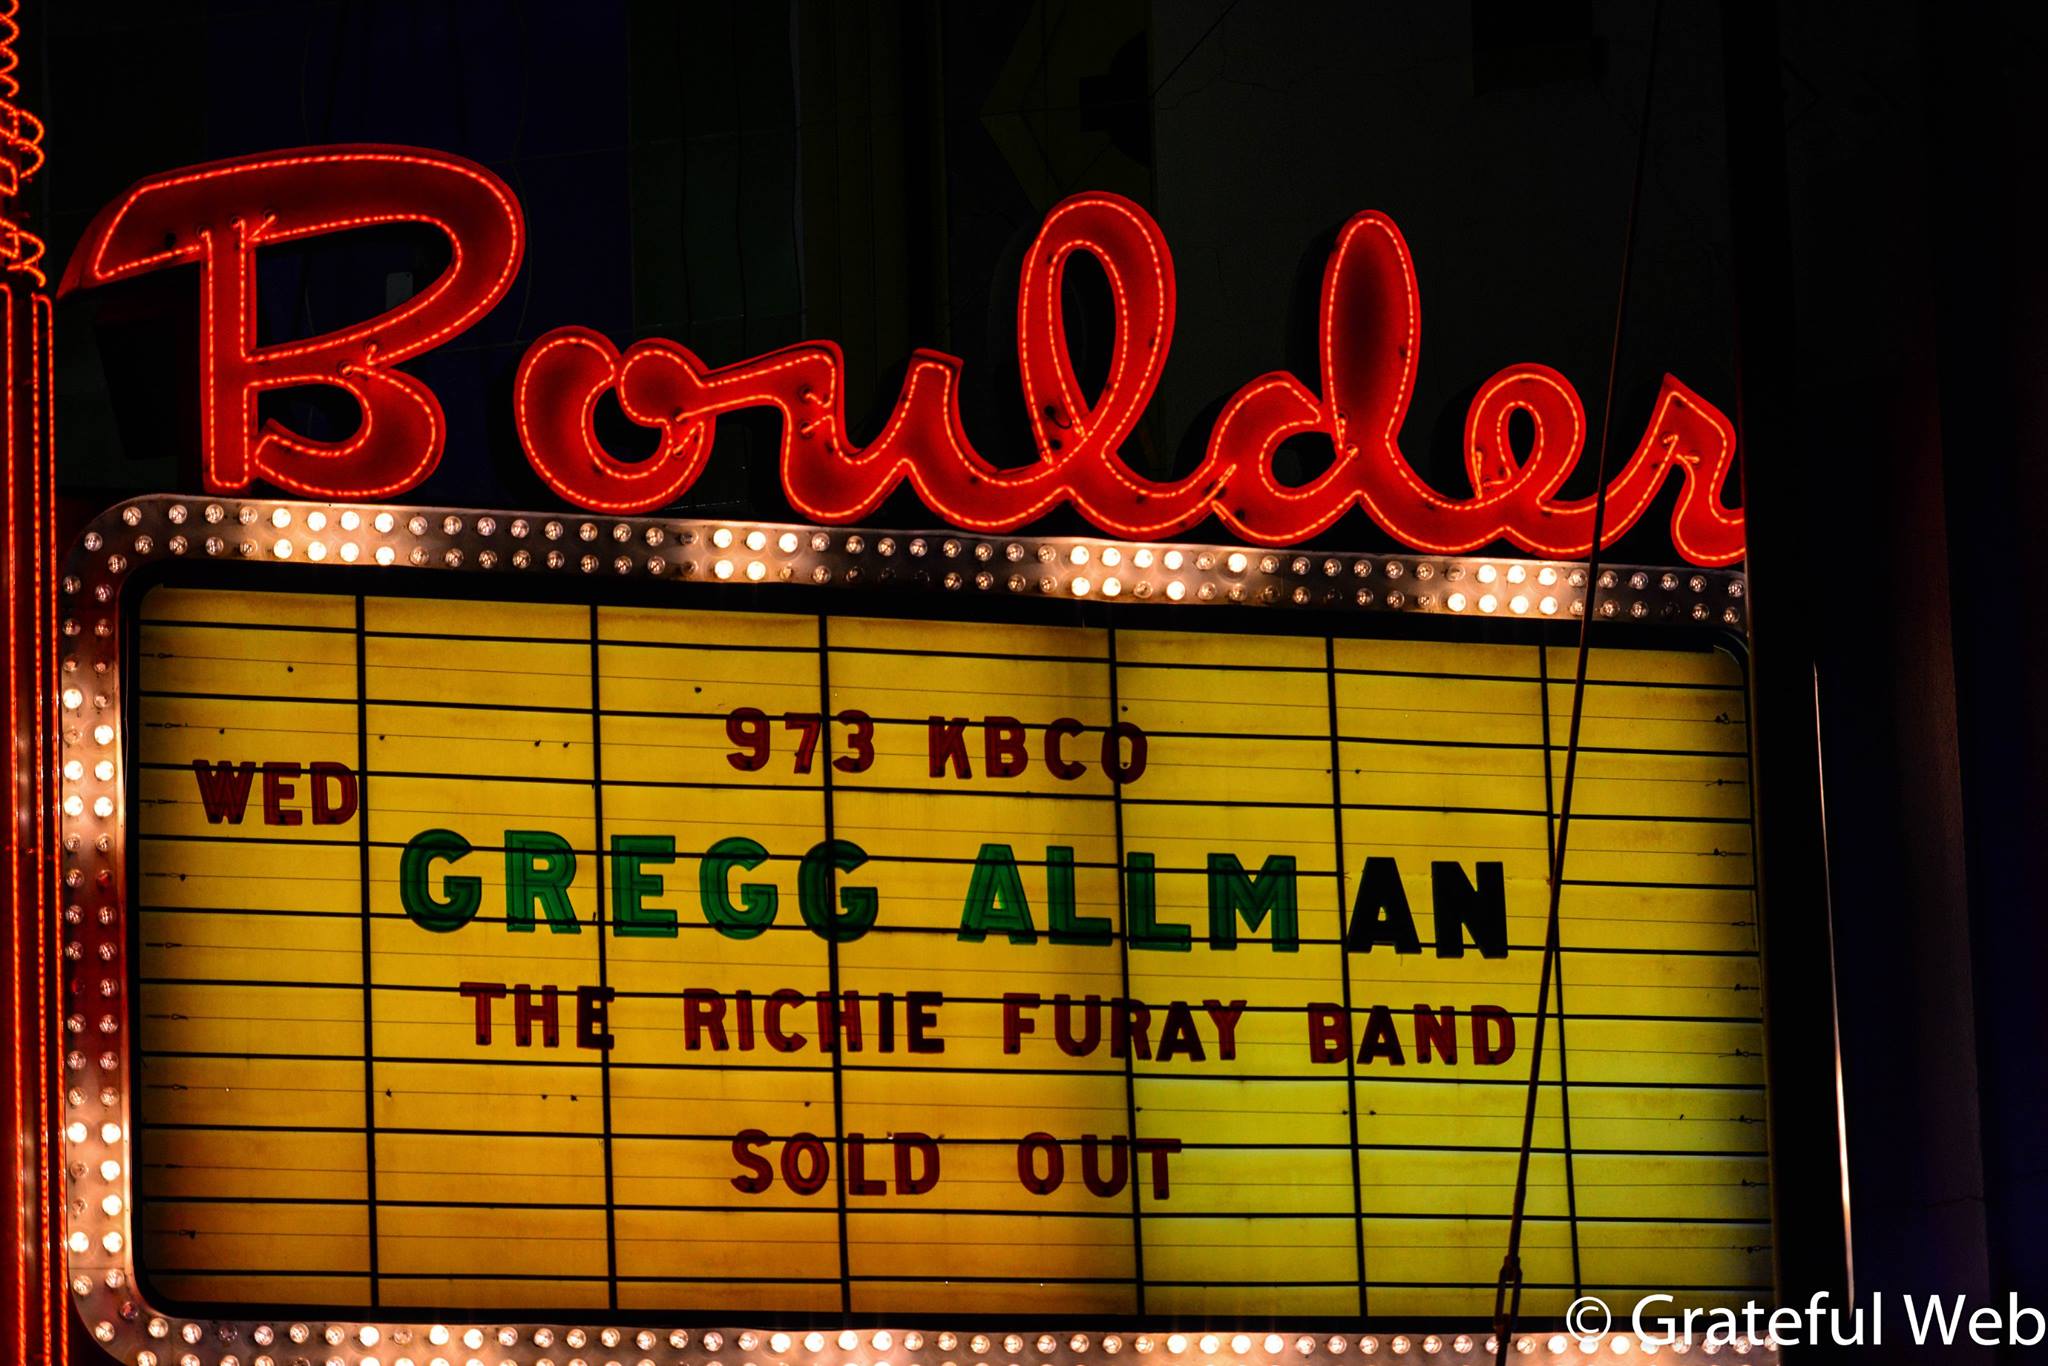 Boulder
973 KBCO
WED
GREGG ALLMAN
THE RICHIE FURAY BAND
SOLD OUT
© Grateful Web